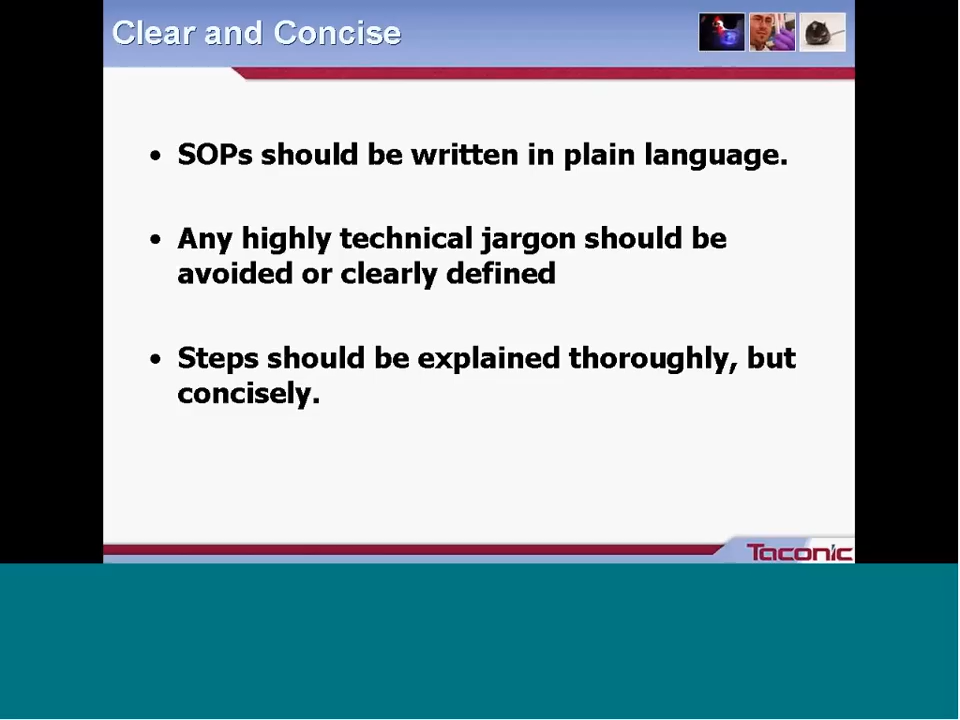 Clear and Concise
• SOPs should be written in plain language.
• Any highly technical jargon should be
avoided or clearly defined
• Steps should be explained thoroughly, but
concisely.
Taconic